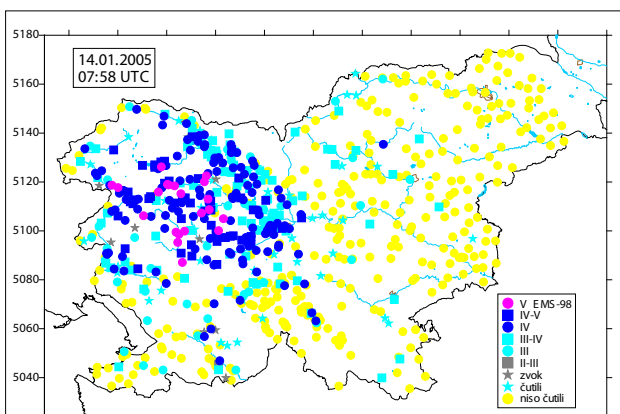 5180
5160
5140
5120
5100
5080
5060
5040
14.01.2005
07:58 UTC
V EMS-98
IV-V
IV
III-IV
III
II-III
zvok
čutili
niso čutili